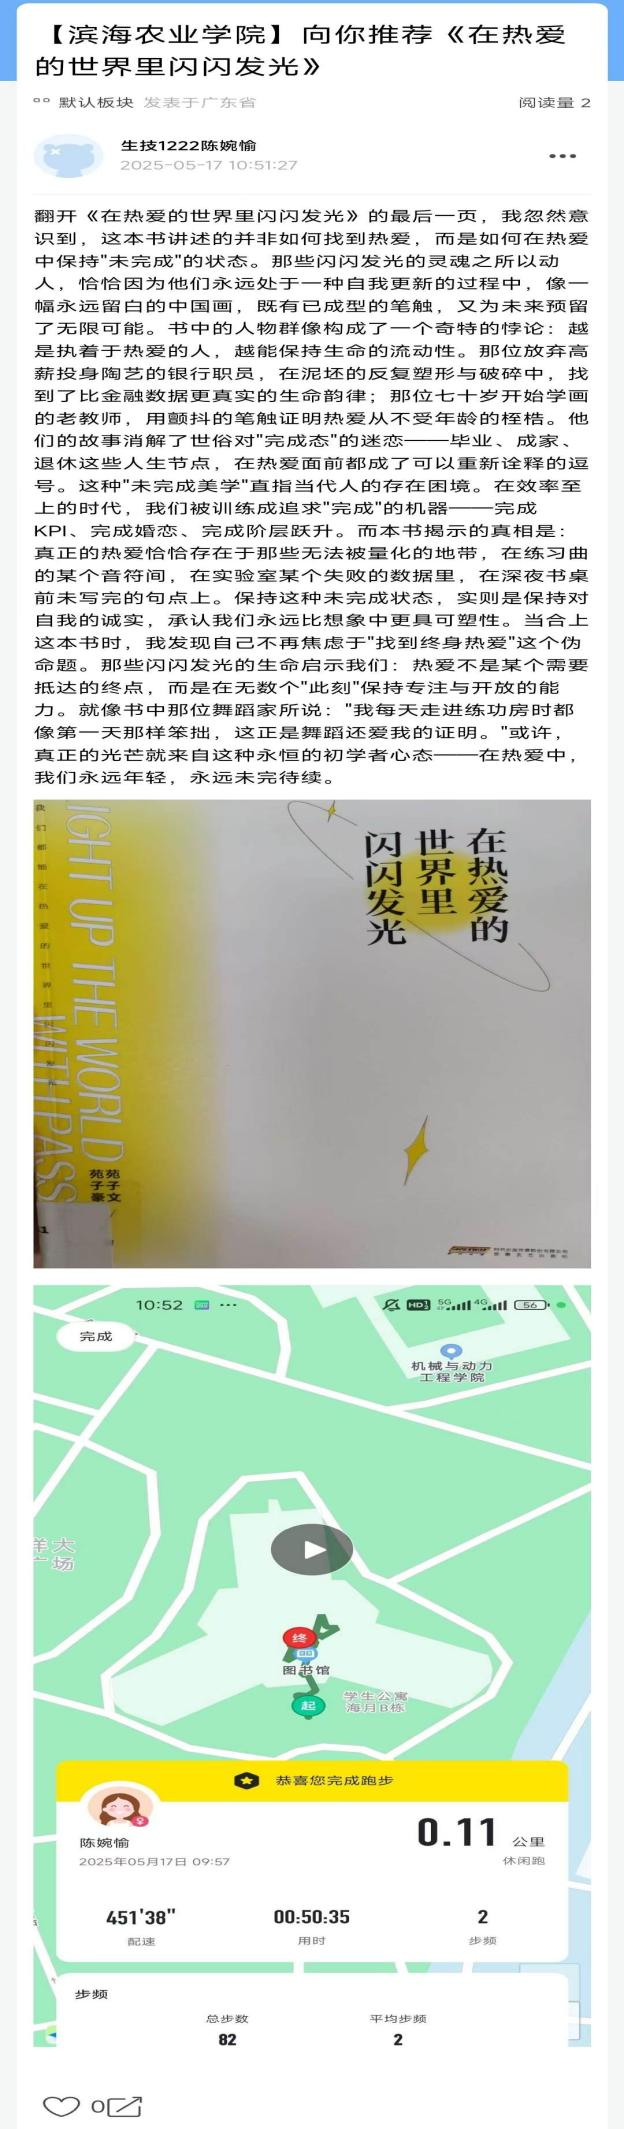 【滨海农业学院】向你推荐《在热爱
的世界里闪闪发光》
默认板块 发表于广东省 阅读量 2
生技1222陈婉愉
2025-05-17 10:51:27
翻开《在热爱的世界里闪闪发光》的最后一页，我忽然意
识到，这本书讲述的并非如何找到热爱，而是如何在热爱
中保持"未完成"的状态。那些闪闪发光的灵魂之所以动
人，恰恰因为他们永远处于一种自我更新的过程中，像一
幅永远留白的中国画，既有已成型的笔触，又为未来预留
了无限可能。书中的人物群像构成了一个奇特的悖论：越
是执着于热爱的人，越能保持生命的流动性。那位放弃高
薪投身陶艺的银行职员，在泥坯的反复塑形与破碎中，找
到了比金融数据更真实的生命韵律；那位七十岁开始学画
的老教师，用颤抖的笔触证明热爱从不受年龄的桎梏。他
们的故事消解了世俗对"完成态"的迷恋——毕业、成家、
退休这些人生节点，在热爱面前都成了可以重新诠释的逗
号。这种"未完成美学"直指当代人的存在困境。在效率至
上的时代，我们被训练成追求"完成"的机器——完成
KPI、完成婚恋、完成阶层跃升。而本书揭示的真相是：
真正的热爱恰恰存在于那些无法被量化的地带，在练习曲
的某个音符间，在实验室某个失败的数据里，在深夜书桌
前未写完的句点上。保持这种未完成状态，实则是保持对
自我的诚实，承认我们永远比想象中更具可塑性。当合上
这本书时，我发现自己不再焦虑于"找到终身热爱"这个伪
命题。那些闪闪发光的生命启示我们：热爱不是某个需要
抵达的终点，而是在无数个"此刻"保持专注与开放的能
力。就像书中那位舞蹈家所说："我每天走进练功房时都
像第一天那样笨拙，这正是舞蹈还爱我的证明。"或许，
真正的光芒就来自这种永恒的初学者心态——在热爱中，
我们永远年轻，永远未完待续。
在热爱的
世界里
闪闪发光
IGHT UP THE WORLD
WITH PASS
我们都能在热爱的世界里闪闪发光
苑子文
苑子豪
10:52 HD 5G 4G 56
完成
机械与动力
工程学院
洋大
广场
终
图书馆
起
学生公寓
海月B栋
恭喜您完成跑步
陈婉愉
0.11 公里
2025年05月17日 09:57 休闲跑
451'38" 00:50:35 2
配速 用时 步频
步频
总步数 平均步频
82 2
0